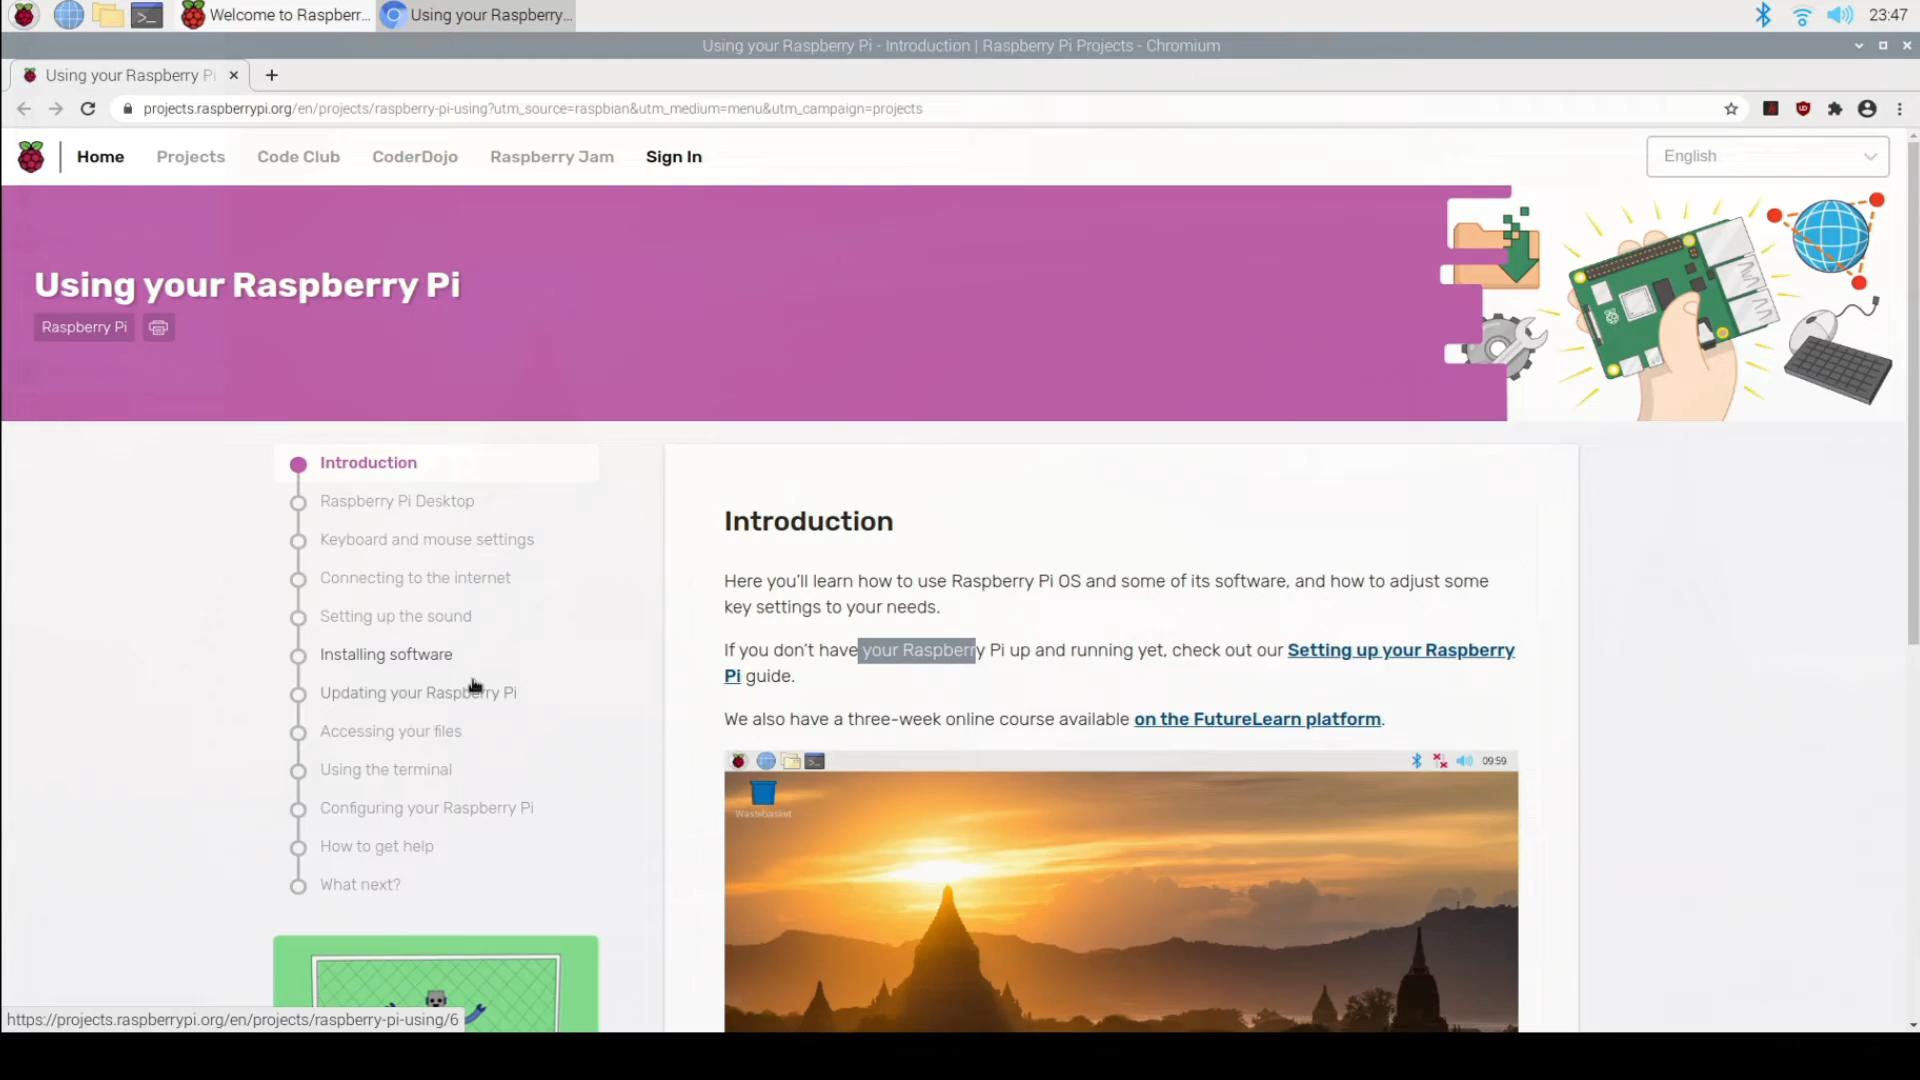 Welcome to Raspberr...
Using your Raspberry...
23:47
Using your Raspberry Pi - Introduction | Raspberry Pi Projects - Chromium
Using your Raspberry Pi
projects.raspberrypi.org/en/projects/raspberry-pi-using?utm_source=raspbian&utm_medium=menu&utm_campaign=projects
Home
Projects
Code Club
CoderDojo
Raspberry Jam
Sign In
English
Using your Raspberry Pi
Raspberry Pi
Introduction
Raspberry Pi Desktop
Keyboard and mouse settings
Connecting to the internet
Setting up the sound
Installing software
Updating your Raspberry Pi
Accessing your files
Using the terminal
Configuring your Raspberry Pi
How to get help
What next?
Introduction
Here you'll learn how to use Raspberry Pi OS and some of its software, and how to adjust some
key settings to your needs.
If you don't have your Raspberry Pi up and running yet, check out our Setting up your Raspberry
Pi guide.
We also have a three-week online course available on the FutureLearn platform.
09:59
Wastebasket
https://projects.raspberrypi.org/en/projects/raspberry-pi-using/6